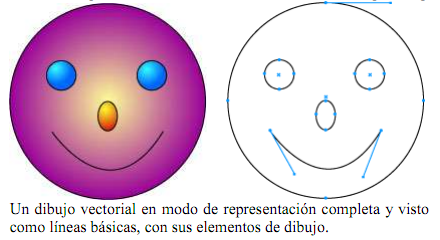 Un dibujo vectorial en modo de representación completa y visto
como líneas básicas, con sus elementos de dibujo.